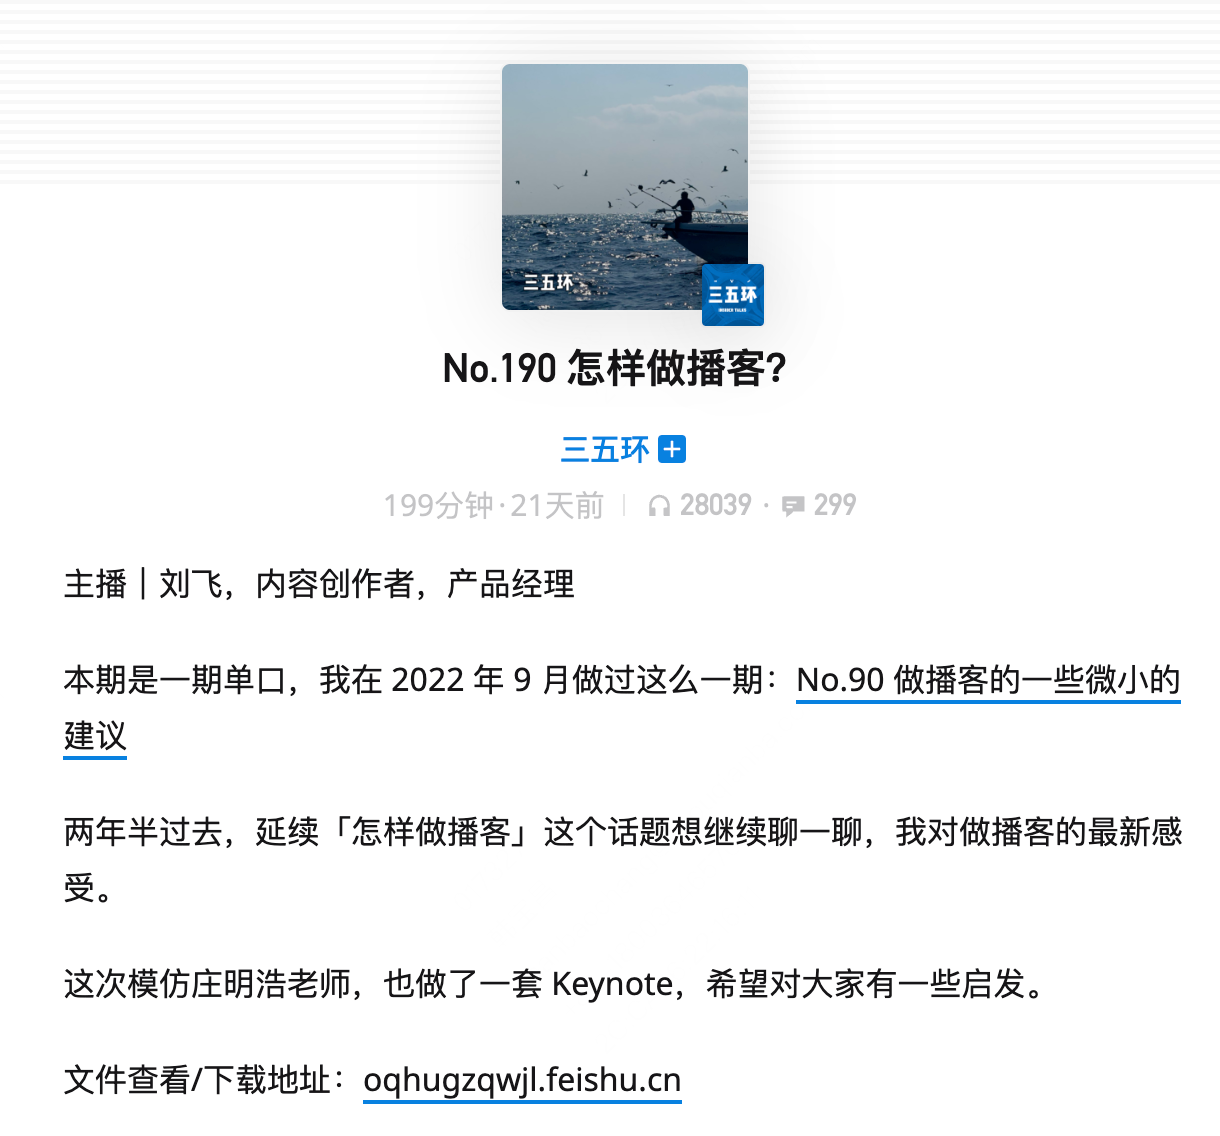 三五环
三五环
No.190 怎样做播客?
三五环
199分钟·21天前 | 28039 · 299
主播｜刘飞，内容创作者，产品经理
本期是一期单口，我在 2022 年 9 月做过这么一期：No.90 做播客的一些微小的
建议
两年半过去，延续「怎样做播客」这个话题想继续聊一聊，我对做播客的最新感
受。
这次模仿庄明浩老师，也做了一套 Keynote，希望对大家有一些启发。
文件查看/下载地址：oqhugzqwjl.feishu.cn